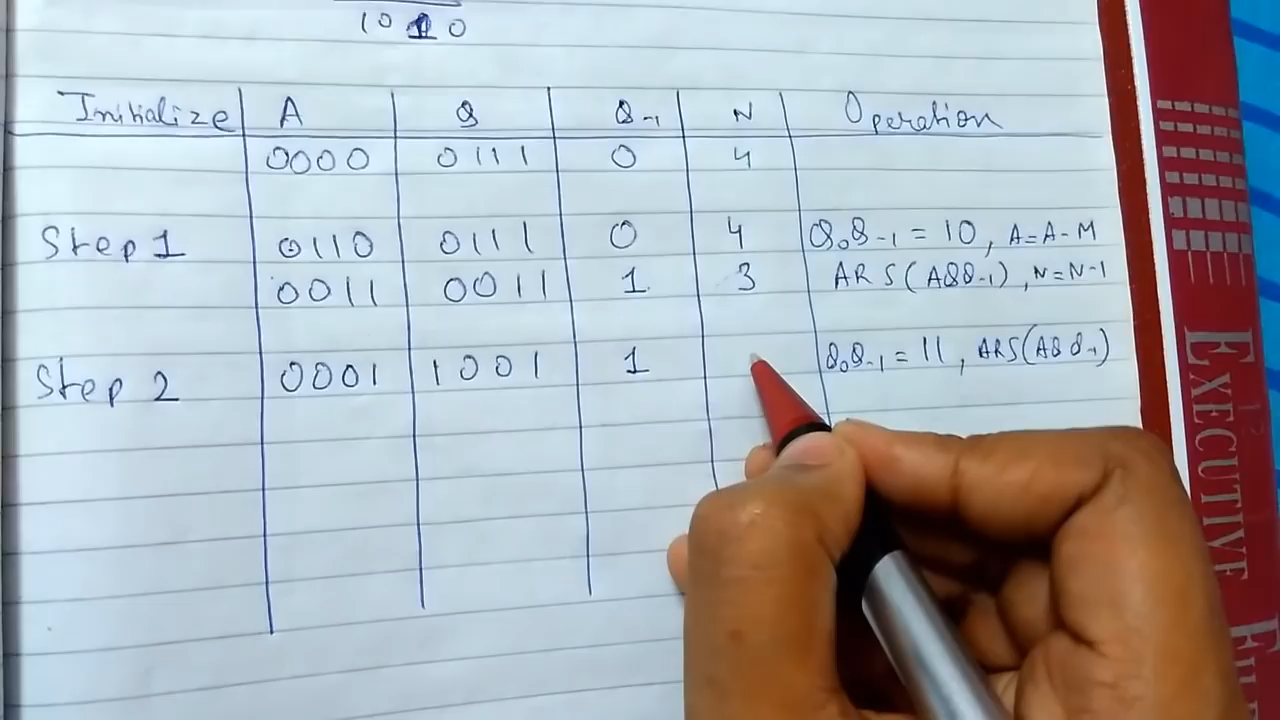 1010
Initialize A Q Q-1 N Operation
0000 0111 0 4
Step 1 0110 0111 0 4 Q0Q-1 = 10, A=A-M
0011 0011 1 3 ARS(AQQ-1), N=N-1
Step 2 0001 1001 1 Q0Q-1 = 11, ARS(AQQ-1)
EXECUTIVE